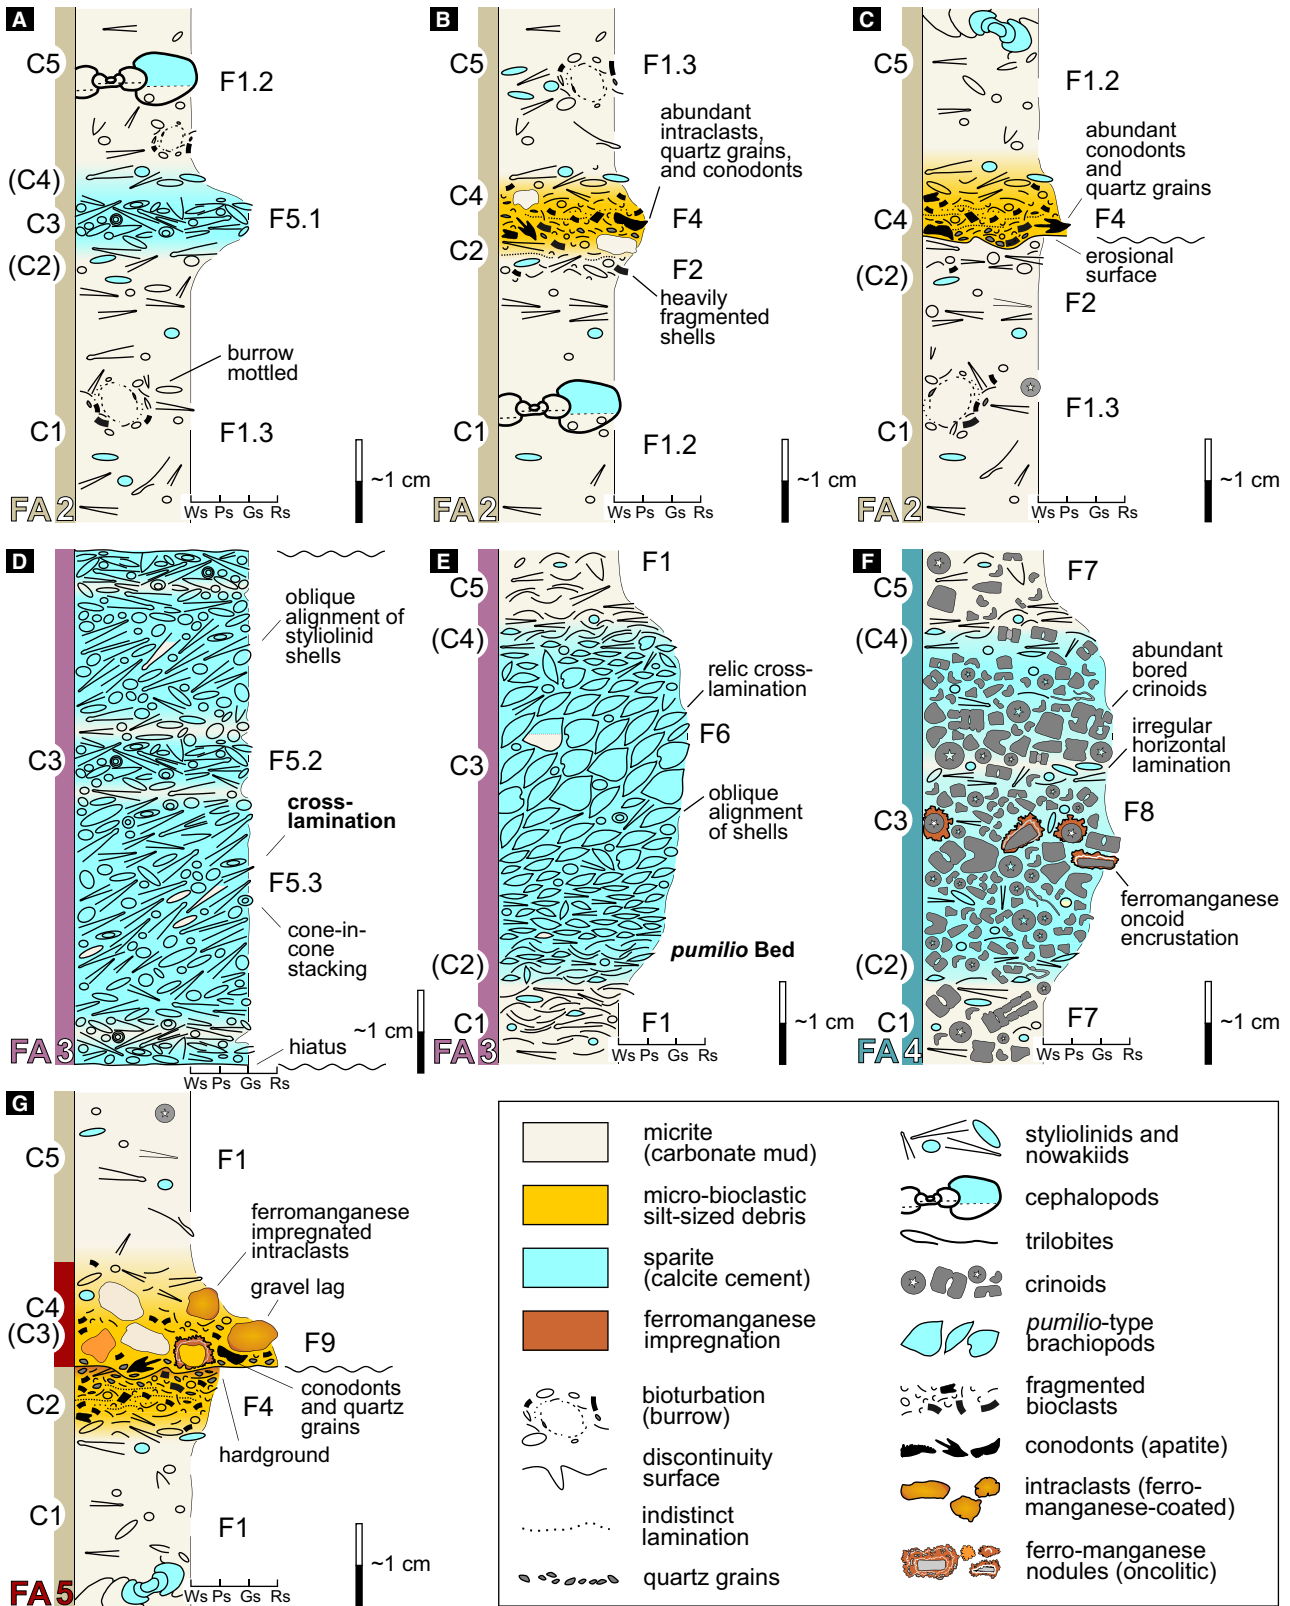 A
C5
F1.2
(C4)
C3
F5.1
(C2)
burrow
mottled
C1
F1.3
~1 cm
FA 2
Ws Ps Gs Rs
B
C5
F1.3
abundant
intraclasts,
quartz grains,
and conodonts
C4
F4
C2
F2
heavily
fragmented
shells
C1
F1.2
~1 cm
FA 2
Ws Ps Gs Rs
C
C5
F1.2
abundant
conodonts
and
quartz grains
C4
F4
erosional
surface
(C2)
F2
C1
F1.3
~1 cm
FA 2
Ws Ps Gs Rs
D
oblique
alignment of
styliolinid
shells
C3
F5.2
cross-
lamination
F5.3
cone-in-
cone
stacking
~1 cm
hiatus
FA 3
Ws Ps Gs Rs
E
F1
C5
(C4)
relic cross-
lamination
F6
C3
oblique
alignment
of shells
pumilio Bed
(C2)
C1
F1
~1 cm
FA 3
Ws Ps Gs Rs
F
F7
C5
(C4)
abundant
bored
crinoids
irregular
horizontal
lamination
C3
F8
ferromanganese
oncoid
encrustation
(C2)
C1
F7
~1 cm
FA 4
Ws Ps Gs Rs
G
C5
F1
ferromanganese
impregnated
intraclasts
gravel lag
C4
(C3)
F9
conodonts
and quartz
grains
C2
F4
hardground
C1
F1
~1 cm
FA 5
Ws Ps Gs Rs
micrite
(carbonate mud)
micro-bioclastic
silt-sized debris
sparite
(calcite cement)
ferromanganese
impregnation
bioturbation
(burrow)
discontinuity
surface
indistinct
lamination
quartz grains
styliolinids and
nowakiids
cephalopods
trilobites
crinoids
pumilio-type
brachiopods
fragmented
bioclasts
conodonts (apatite)
intraclasts (ferro-
manganese-coated)
ferro-manganese
nodules (oncolitic)